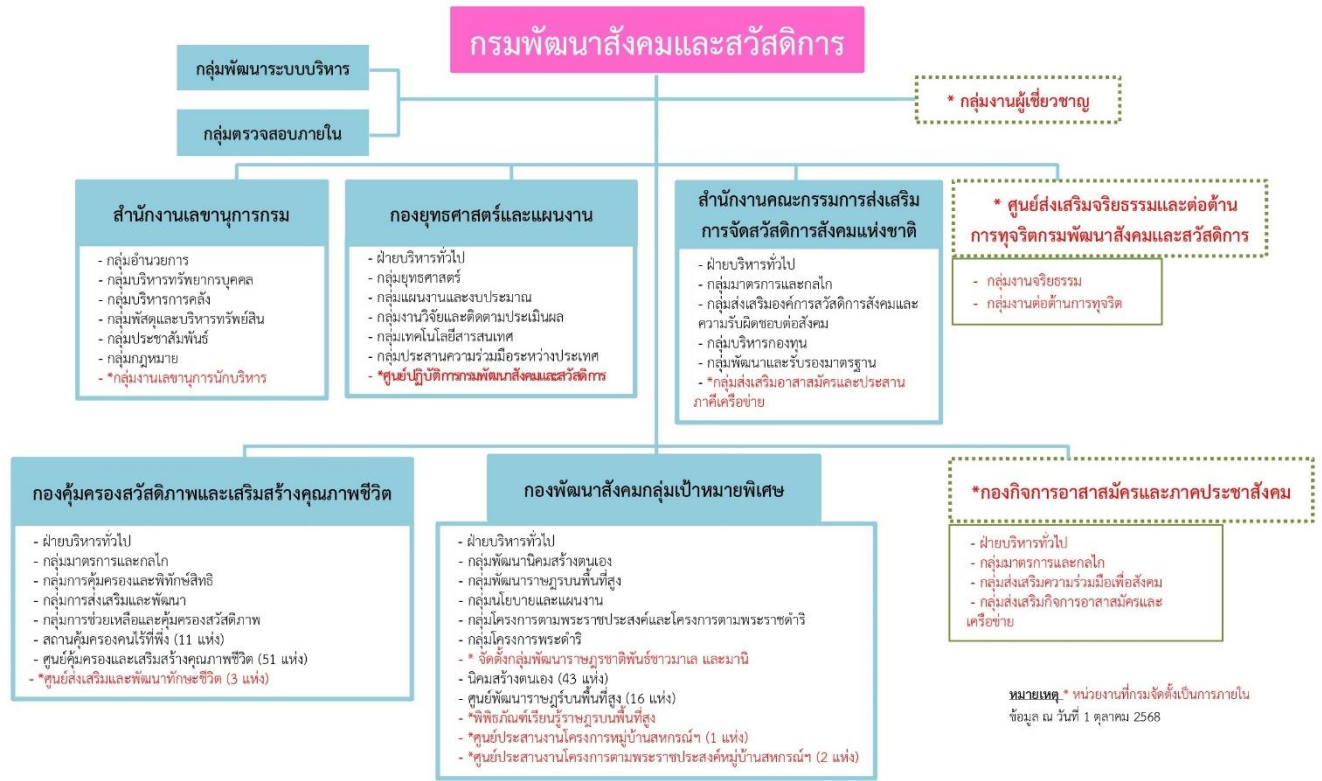 กรมพัฒนาสังคมและสวัสดิการ
กลุ่มพัฒนาระบบบริหาร
กลุ่มตรวจสอบภายใน
* กลุ่มงานผู้เชี่ยวชาญ
สำนักงานเลขานุการกรม
- กลุ่มอำนวยการ
- กลุ่มบริหารทรัพยากรบุคคล
- กลุ่มบริหารการคลัง
- กลุ่มพัสดุและบริหารทรัพย์สิน
- กลุ่มประชาสัมพันธ์
- กลุ่มกฎหมาย
- *กลุ่มงานเลขานุการนักบริหาร
กองยุทธศาสตร์และแผนงาน
- ฝ่ายบริหารทั่วไป
- กลุ่มยุทธศาสตร์
- กลุ่มแผนงานและงบประมาณ
- กลุ่มงานวิจัยและติดตามประเมินผล
- กลุ่มเทคโนโลยีสารสนเทศ
- กลุ่มประสานความร่วมมือระหว่างประเทศ
- *ศูนย์ปฏิบัติการกรมพัฒนาสังคมและสวัสดิการ
สำนักงานคณะกรรมการส่งเสริม
การจัดสวัสดิการสังคมแห่งชาติ
- ฝ่ายบริหารทั่วไป
- กลุ่มมาตรการและกลไก
- กลุ่มส่งเสริมองค์การสวัสดิการสังคมและ
ความรับผิดชอบต่อสังคม
- กลุ่มบริหารกองทุน
- กลุ่มพัฒนาและรับรองมาตรฐาน
- *กลุ่มส่งเสริมอาสาสมัครและประสาน
ภาคีเครือข่าย
* ศูนย์ส่งเสริมจริยธรรมและต่อต้าน
การทุจริตกรมพัฒนาสังคมและสวัสดิการ
- กลุ่มงานจริยธรรม
- กลุ่มงานต่อต้านการทุจริต
กองคุ้มครองสวัสดิภาพและเสริมสร้างคุณภาพชีวิต
- ฝ่ายบริหารทั่วไป
- กลุ่มมาตรการและกลไก
- กลุ่มการคุ้มครองและพิทักษ์สิทธิ
- กลุ่มการส่งเสริมและพัฒนา
- กลุ่มการช่วยเหลือและคุ้มครองสวัสดิภาพ
- สถานคุ้มครองคนไร้ที่พึ่ง (11 แห่ง)
- ศูนย์คุ้มครองและเสริมสร้างคุณภาพชีวิต (51 แห่ง)
- *ศูนย์ส่งเสริมและพัฒนาทักษะชีวิต (3 แห่ง)
กองพัฒนาสังคมกลุ่มเป้าหมายพิเศษ
- ฝ่ายบริหารทั่วไป
- กลุ่มพัฒนานิคมสร้างตนเอง
- กลุ่มพัฒนาราษฎรบนพื้นที่สูง
- กลุ่มนโยบายและแผนงาน
- กลุ่มโครงการตามพระราชประสงค์และโครงการตามพระราชดำริ
- กลุ่มโครงการพระดำริ
- * จัดตั้งกลุ่มพัฒนาราษฎรชาติพันธ์ชาวมาเล และมานิ
- นิคมสร้างตนเอง (43 แห่ง)
- ศูนย์พัฒนาราษฎร์บนพื้นที่สูง (16 แห่ง)
- *พิพิธภัณฑ์เรียนรู้ราษฎรบนพื้นที่สูง
- *ศูนย์ประสานงานโครงการหมู่บ้านสหกรณ์ฯ (1 แห่ง)
- *ศูนย์ประสานงานโครงการตามพระราชประสงค์หมู่บ้านสหกรณ์ฯ (2 แห่ง)
*กองกิจการอาสาสมัครและภาคประชาสังคม
- ฝ่ายบริหารทั่วไป
- กลุ่มมาตรการและกลไก
- กลุ่มส่งเสริมความร่วมมือเพื่อสังคม
- กลุ่มส่งเสริมกิจการอาสาสมัครและ
เครือข่าย
หมายเหตุ * หน่วยงานที่กรมจัดตั้งเป็นการภายใน
ข้อมูล ณ วันที่ 1 ตุลาคม 2568